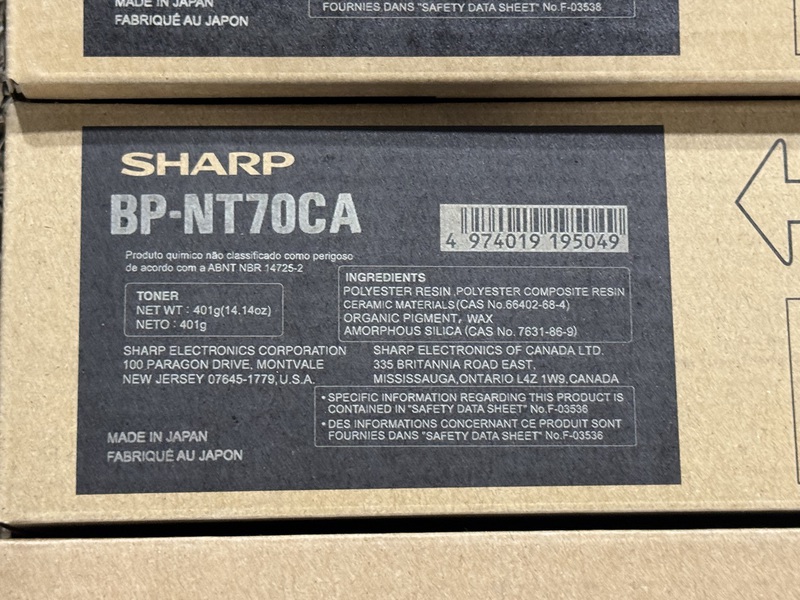 MADE IN JAPAN
FABRIQUÉ AU JAPON
FOURNIES DANS "SAFETY DATA SHEET" No.F-03538
SHARP
BP-NT70CA
4 974019 195049
Produto químico não classificado como perigoso
de acordo com a ABNT NBR 14725-2
TONER
NET WT : 401g(14.14oz)
NETO : 401g
INGREDIENTS
POLYESTER RESIN, POLYESTER COMPOSITE RESIN
CERAMIC MATERIALS(CAS No.66402-68-4)
ORGANIC PIGMENT, WAX
AMORPHOUS SILICA (CAS No. 7631-86-9)
SHARP ELECTRONICS CORPORATION
100 PARAGON DRIVE, MONTVALE
NEW JERSEY 07645-1779, U.S.A.
SHARP ELECTRONICS OF CANADA LTD.
335 BRITANNIA ROAD EAST,
MISSISSAUGA,ONTARIO L4Z 1W9, CANADA
• SPECIFIC INFORMATION REGARDING THIS PRODUCT IS
CONTAINED IN "SAFETY DATA SHEET" No.F-03536
• DES INFORMATIONS CONCERNANT CE PRODUIT SONT
FOURNIES DANS "SAFETY DATA SHEET" No.F-03536
MADE IN JAPAN
FABRIQUÉ AU JAPON